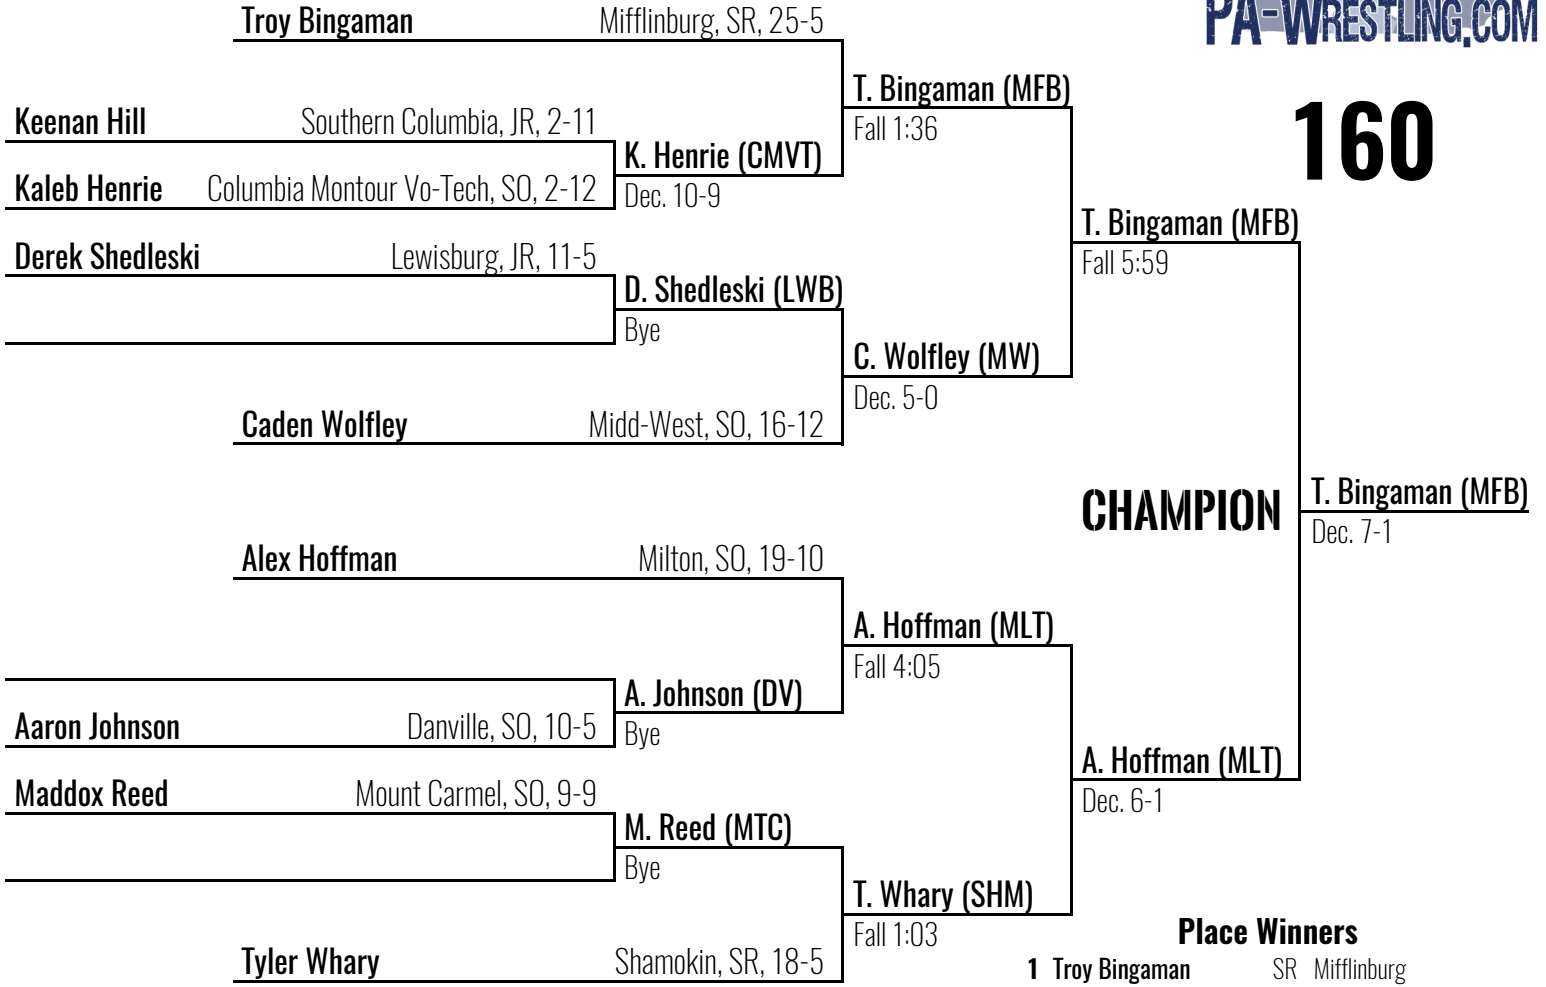 Troy Bingaman Mifflinburg, SR, 25-5
PA-WRESTLING.COM
T. Bingaman (MFB)
Fall 1:36
160
Keenan Hill Southern Columbia, JR, 2-11
K. Henrie (CMVT)
Dec. 10-9
Kaleb Henrie Columbia Montour Vo-Tech, SO, 2-12
T. Bingaman (MFB)
Fall 5:59
Derek Shedleski Lewisburg, JR, 11-5
D. Shedleski (LWB)
Bye
C. Wolfley (MW)
Dec. 5-0
Caden Wolfley Midd-West, SO, 16-12
CHAMPION
T. Bingaman (MFB)
Dec. 7-1
Alex Hoffman Milton, SO, 19-10
A. Hoffman (MLT)
Fall 4:05
A. Johnson (DV)
Bye
Aaron Johnson Danville, SO, 10-5
A. Hoffman (MLT)
Dec. 6-1
Maddox Reed Mount Carmel, SO, 9-9
M. Reed (MTC)
Bye
T. Whary (SHM)
Fall 1:03
Tyler Whary Shamokin, SR, 18-5
Place Winners
1 Troy Bingaman SR Mifflinburg